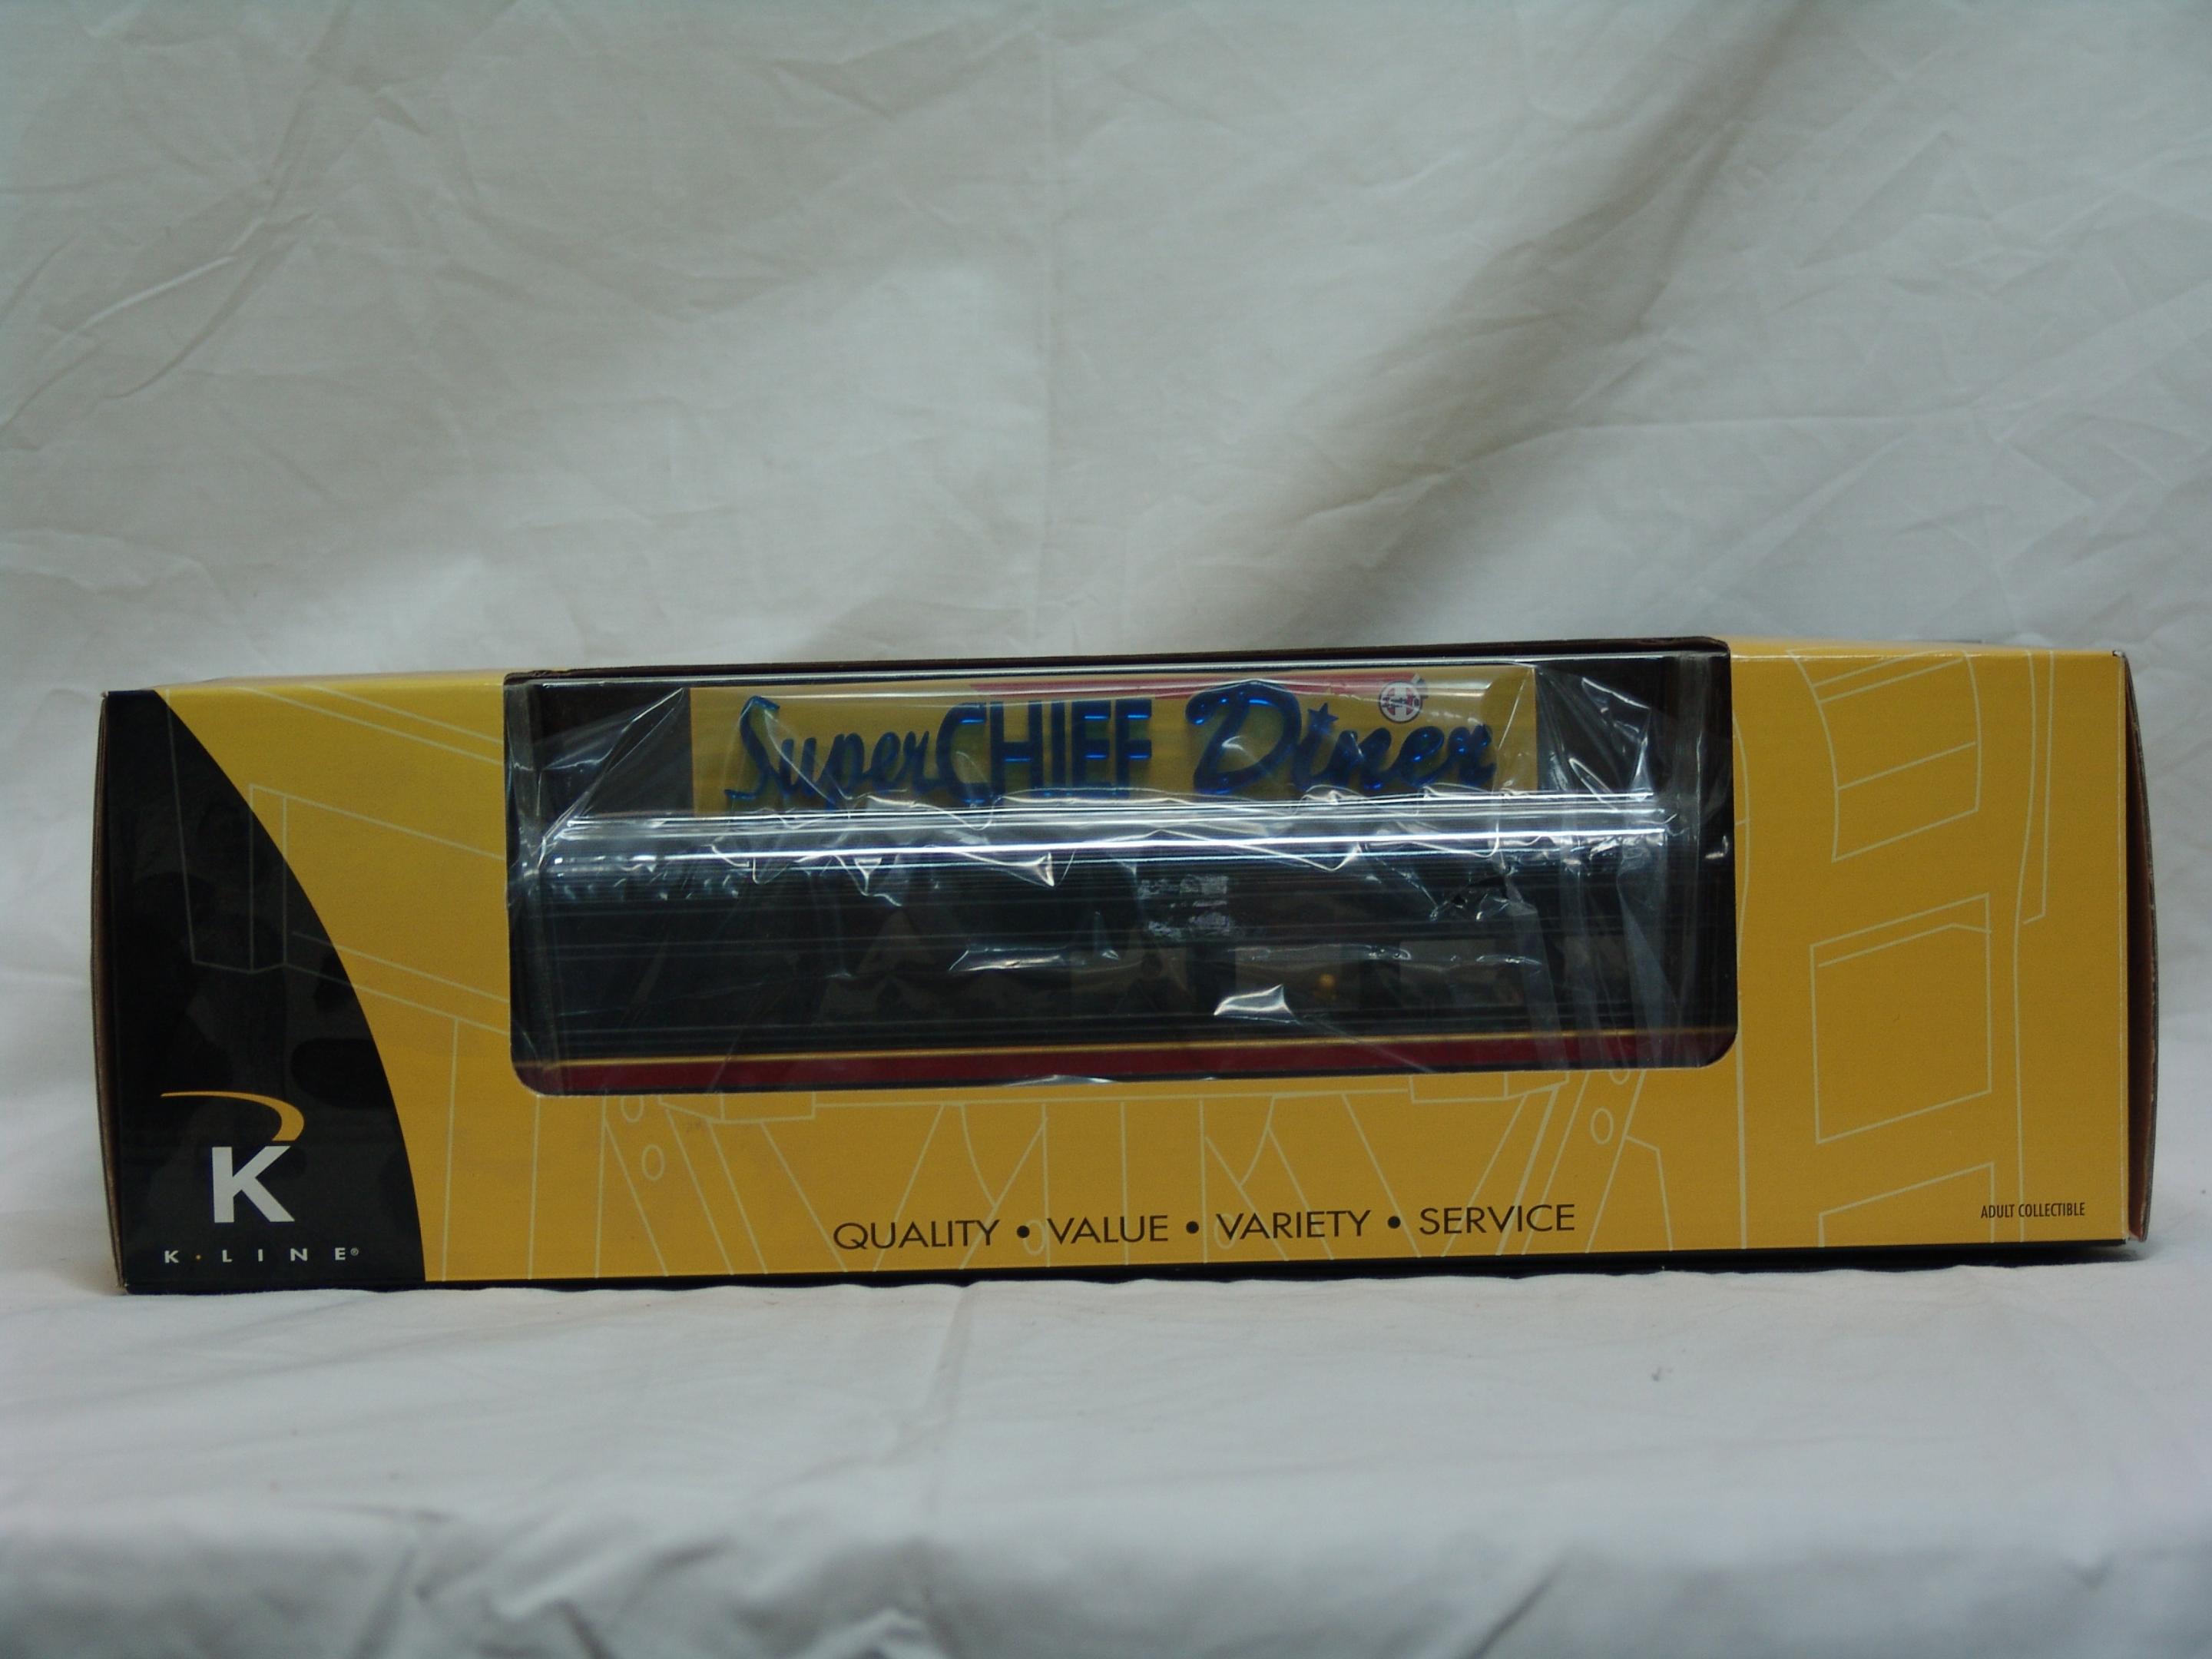 SuperCHIEF Diner
K
K·LINE®
QUALITY • VALUE • VARIETY • SERVICE
ADULT COLLECTIBLE